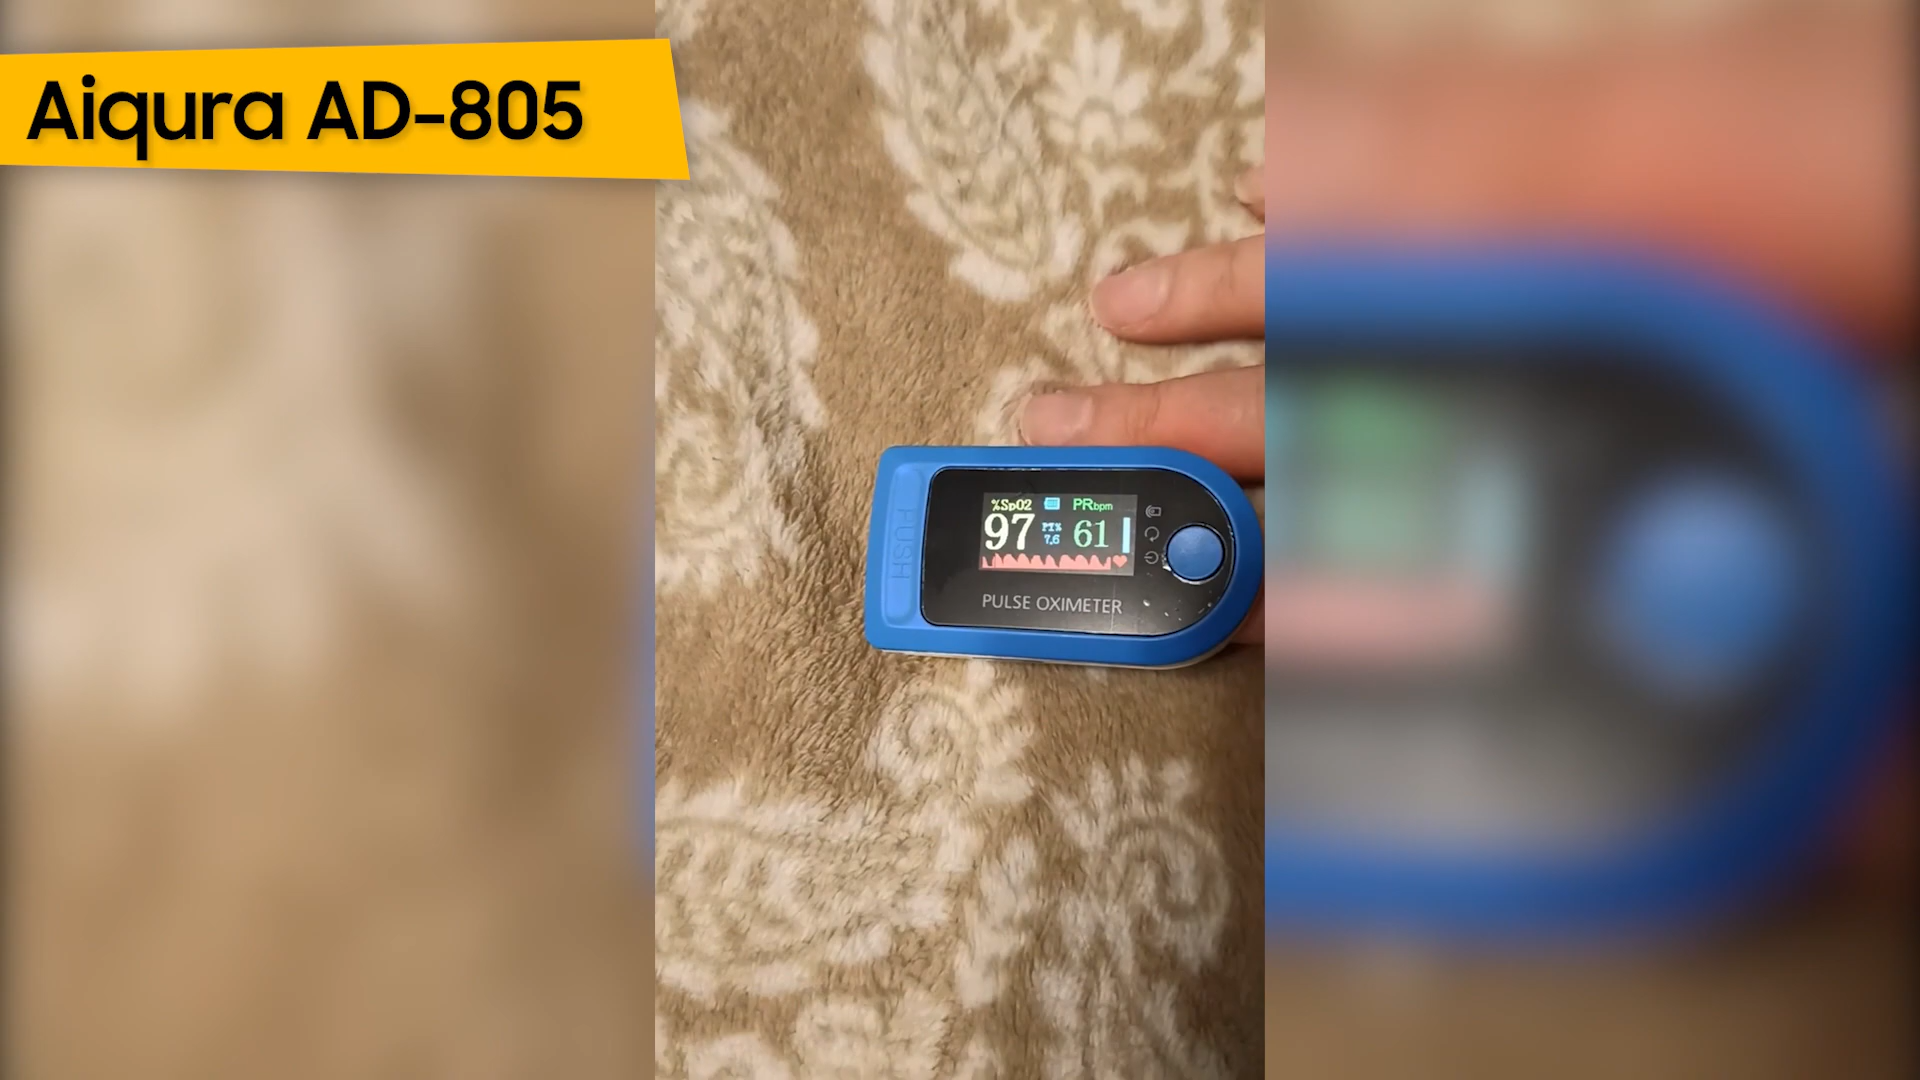 Aiqura AD-805
%SpO2 PRbpm
97 PI% 61
7.6
PUSH
PULSE OXIMETER